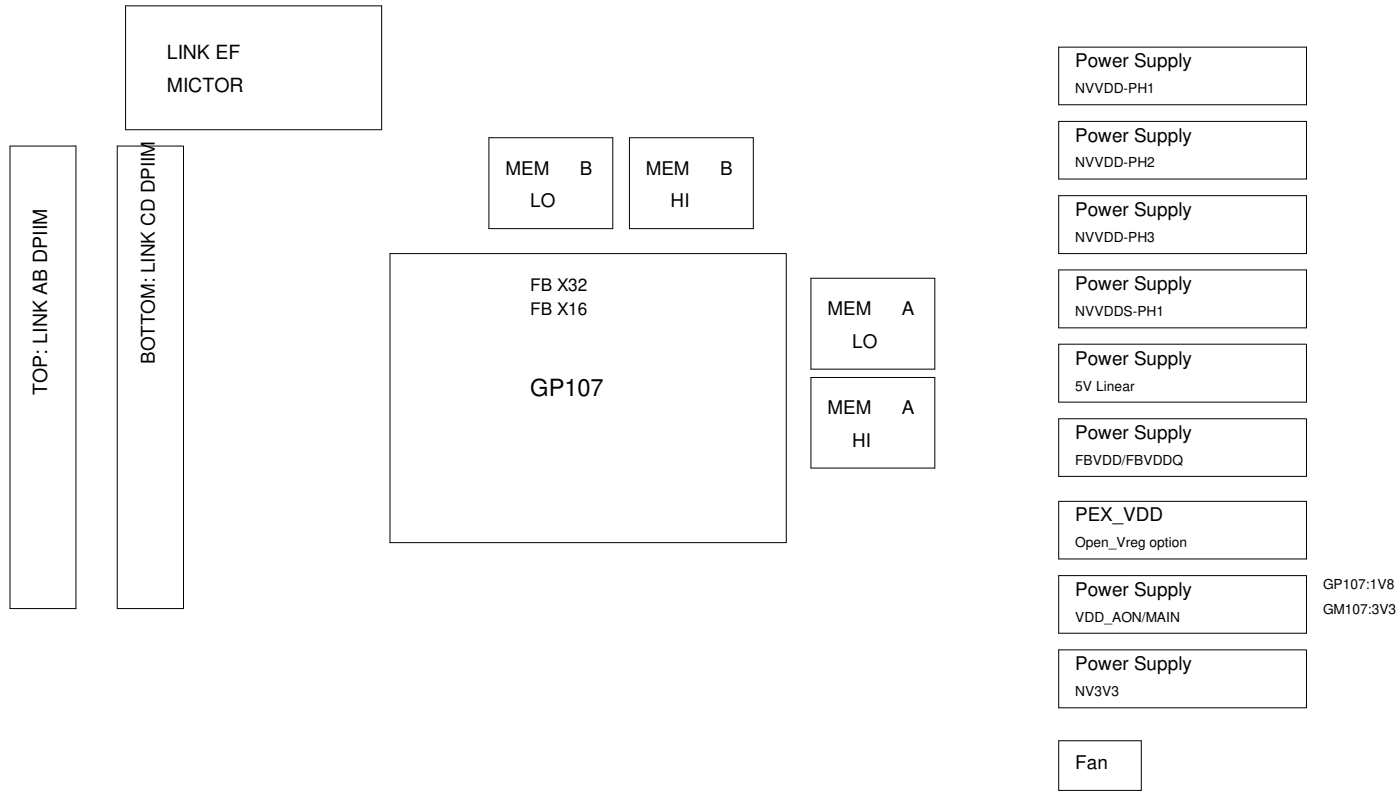 LINK EF
MICTOR
TOP: LINK AB DPIIM
BOTTOM: LINK CD DPIIM
MEM B
LO
MEM B
HI
FB X32
FB X16
GP107
MEM A
LO
MEM A
HI
Power Supply
NVVDD-PH1
Power Supply
NVVDD-PH2
Power Supply
NVVDD-PH3
Power Supply
NVVDDS-PH1
Power Supply
5V Linear
Power Supply
FBVDD/FBVDDQ
PEX_VDD
Open_Vreg option
Power Supply
VDD_AON/MAIN
GP107:1V8
GM107:3V3
Power Supply
NV3V3
Fan